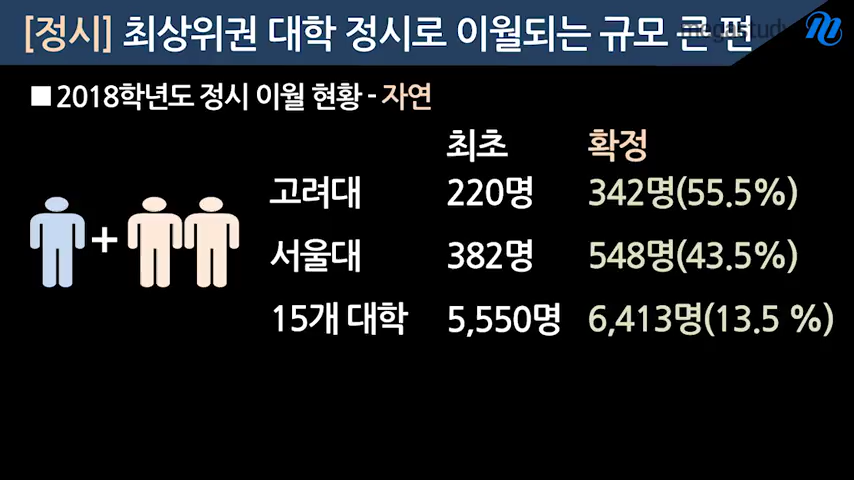 [정시] 최상위권 대학 정시로 이월되는 규모 큰 편
megastudy
■ 2018학년도 정시 이월 현황 - 자연
최초 확정
고려대 220명 342명(55.5%)
+
서울대 382명 548명(43.5%)
15개 대학 5,550명 6,413명(13.5 %)